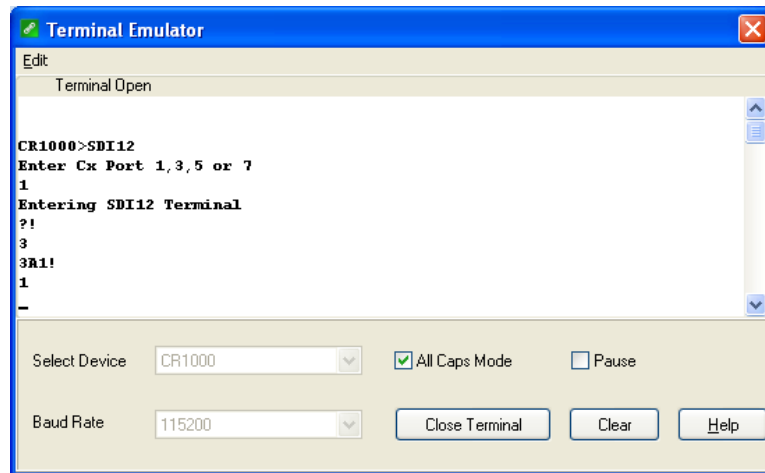 Terminal Emulator
Edit
Terminal Open
CR1000>SDI12
Enter Cx Port 1,3,5 or 7
1
Entering SDI12 Terminal
?!
3
3A1!
1
Select Device CR1000 All Caps Mode Pause
Baud Rate 115200 Close Terminal Clear Help